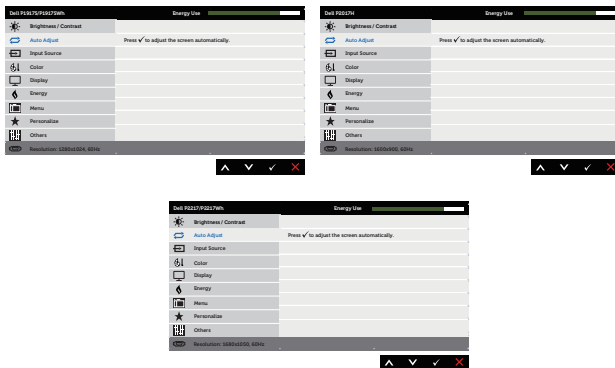 Dell P1917S/P1917SWh Energy Use
Brightness / Contrast
Auto Adjust Press ✓ to adjust the screen automatically.
Input Source
Color
Display
Energy
Menu
Personalize
Others
Resolution: 1280x1024, 60Hz
Dell P2017H Energy Use
Brightness / Contrast
Auto Adjust Press ✓ to adjust the screen automatically.
Input Source
Color
Display
Energy
Menu
Personalize
Others
Resolution: 1600x900, 60Hz
Dell P2217/P2217Wh Energy Use
Brightness / Contrast
Auto Adjust Press ✓ to adjust the screen automatically.
Input Source
Color
Display
Energy
Menu
Personalize
Others
Resolution: 1680x1050, 60Hz